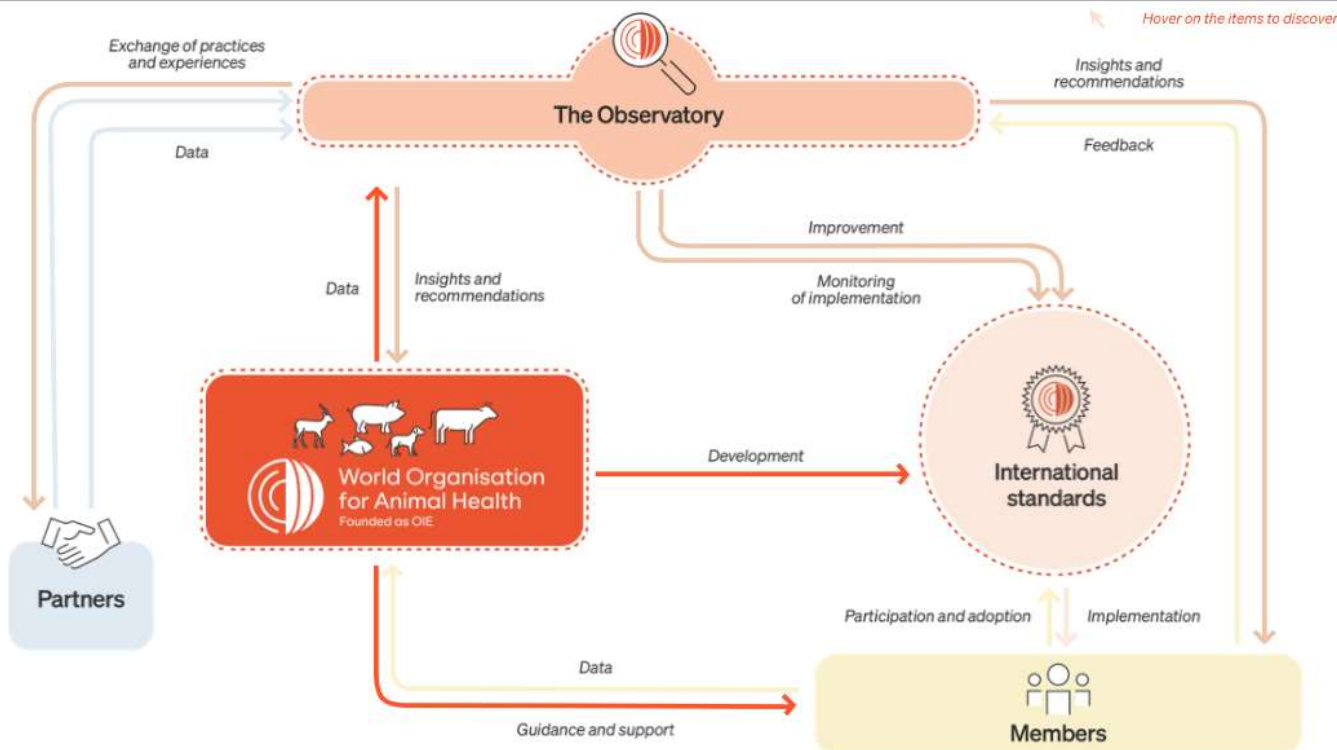 Hover on the items to discover
Exchange of practices
and experiences
Insights and
recommendations
The Observatory
Data
Feedback
Improvement
Data
Insights and
recommendations
Monitoring
of implementation
World Organisation
for Animal Health
Founded as OIE
Development
International
standards
Partners
Participation and adoption
Implementation
Data
Guidance and support
Members